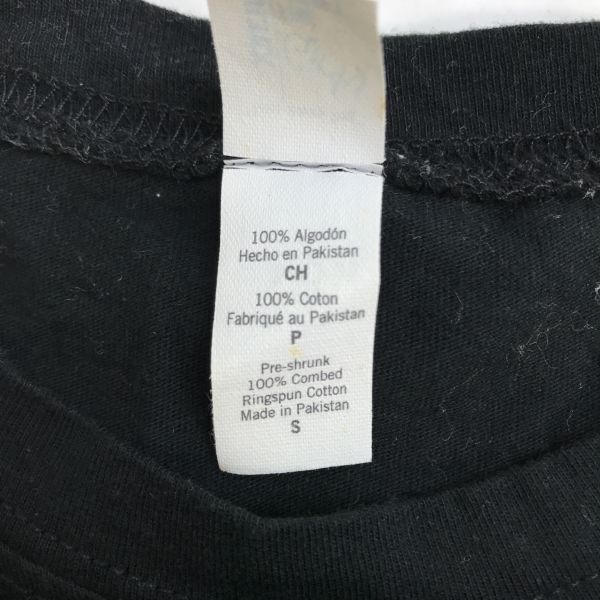 100% Algodón
Hecho en Pakistan
CH
100% Coton
Fabriqué au Pakistan
P
Pre-shrunk
100% Combed
Ringspun Cotton
Made in Pakistan
S